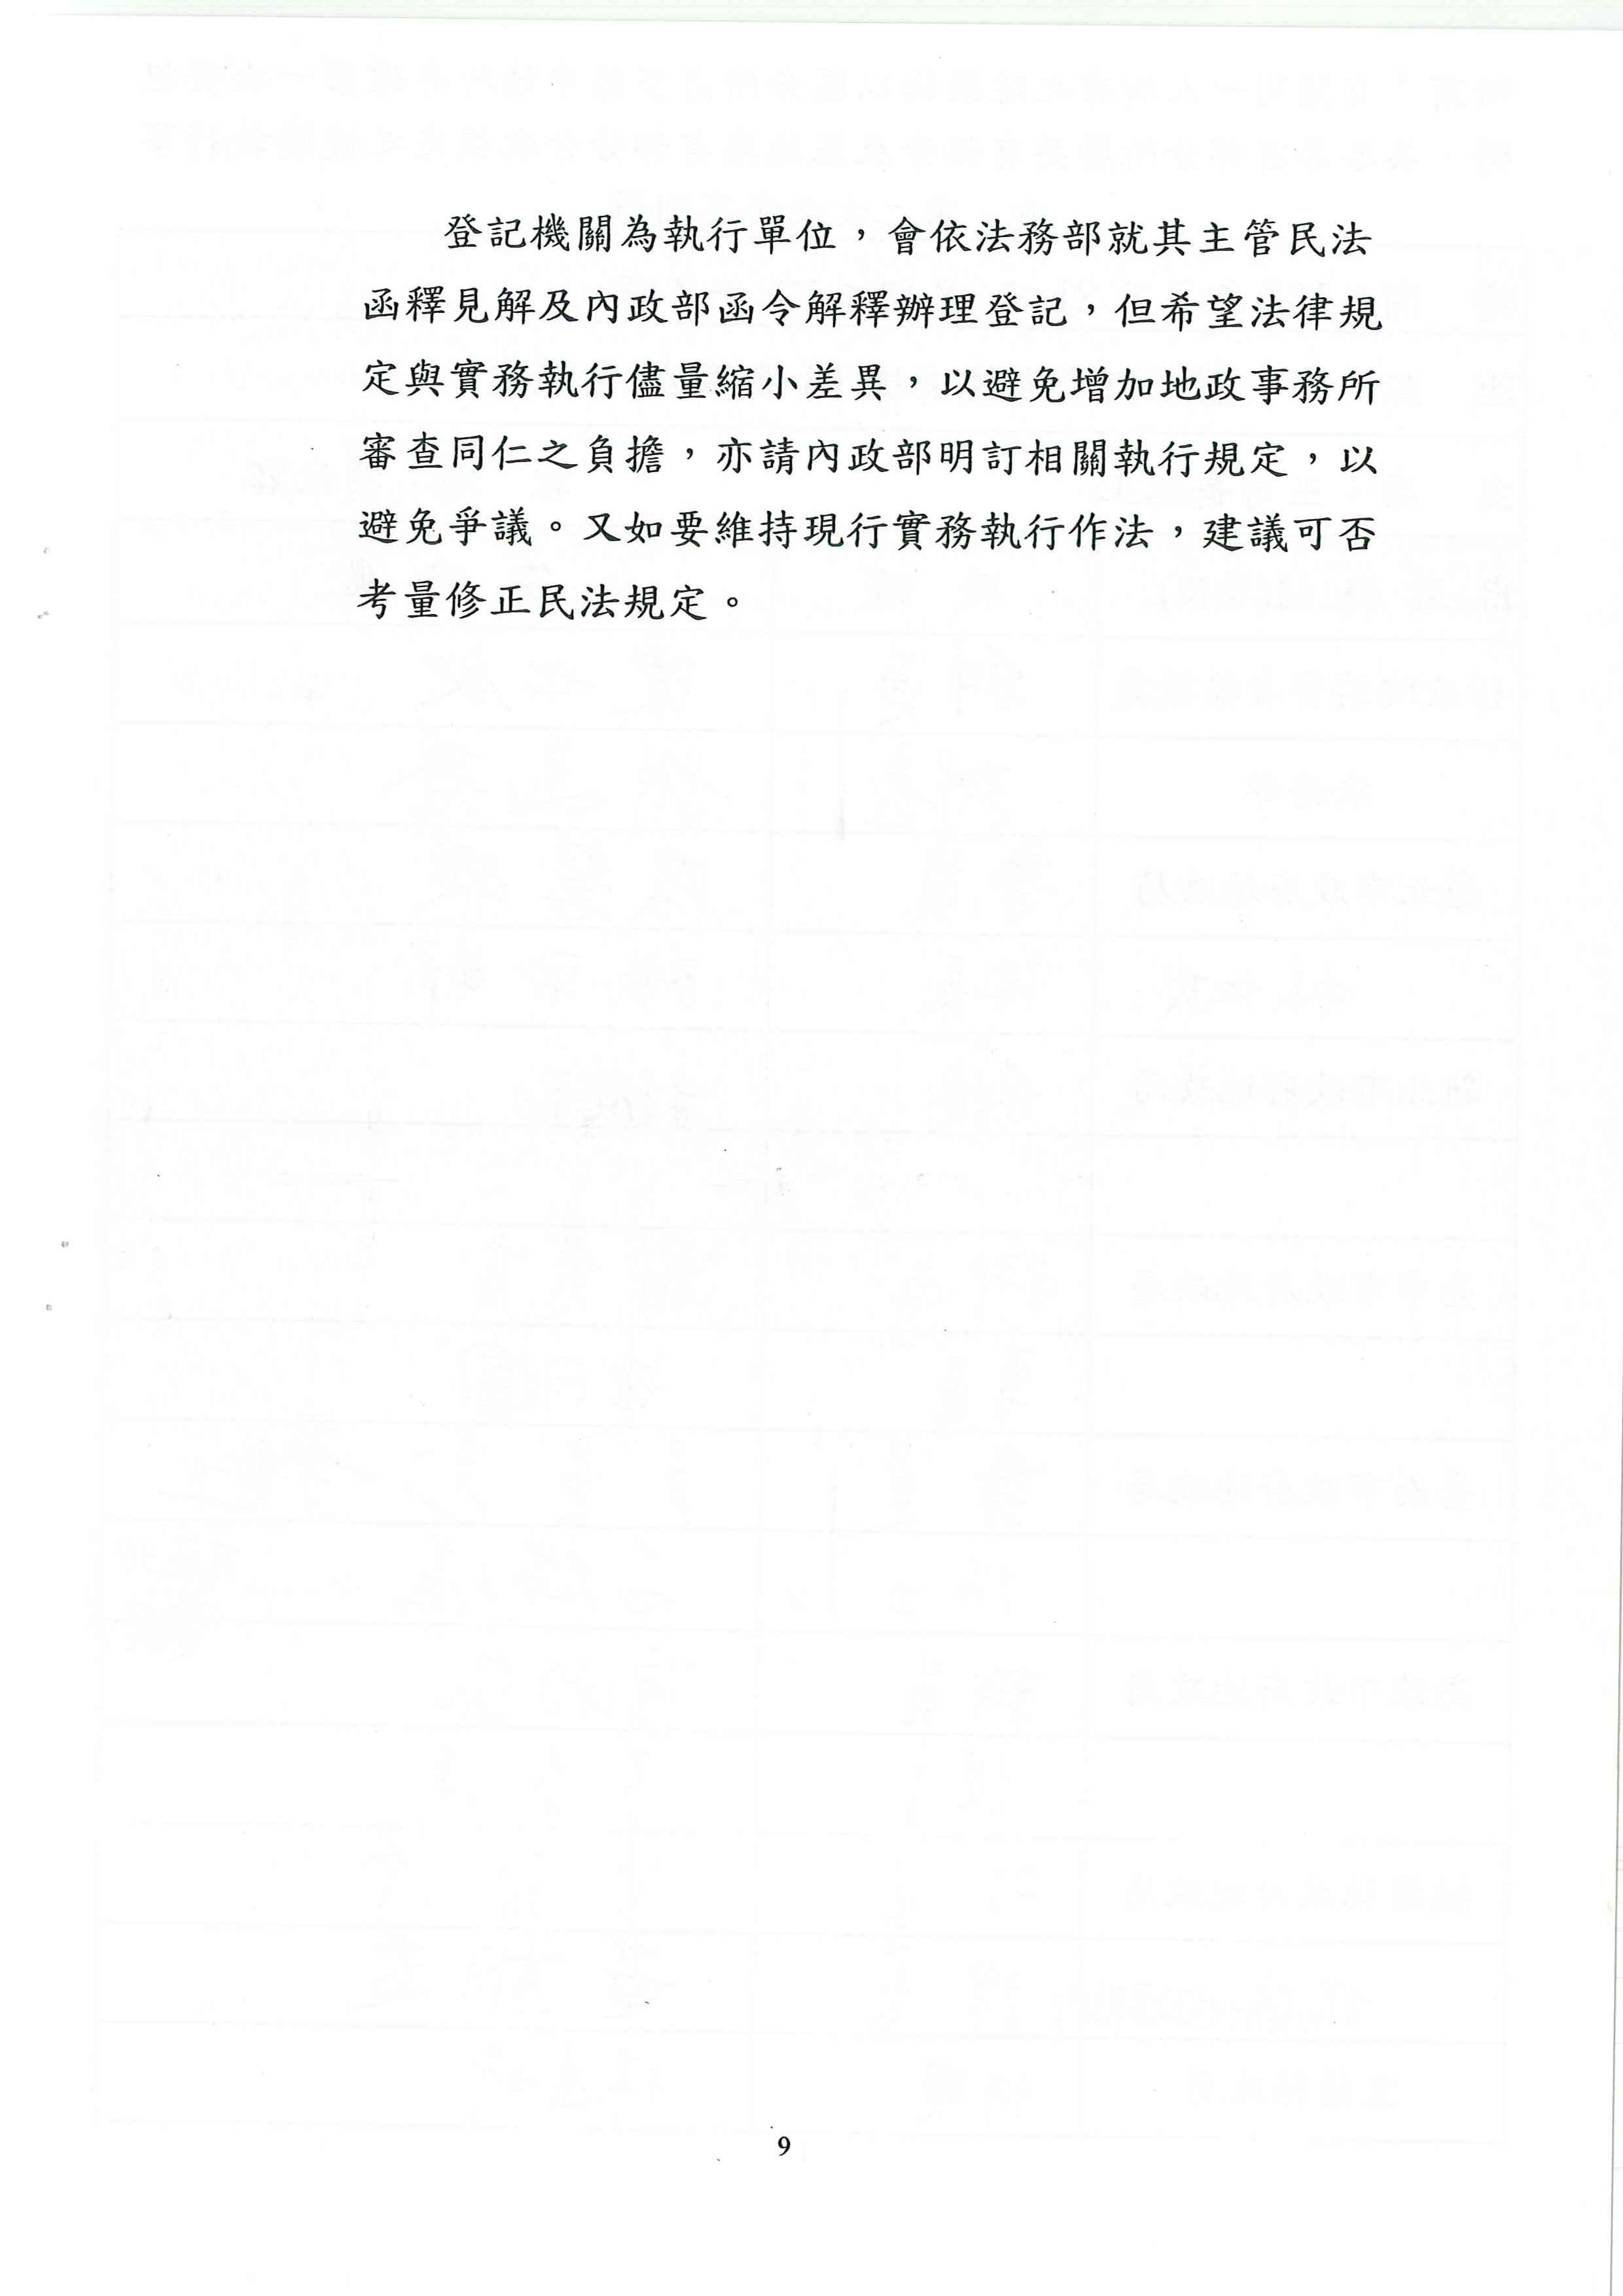 登記機關為執行單位，會依法務部就其主管民法
函釋見解及內政部函令解釋辦理登記，但希望法律規
定與實務執行儘量縮小差異，以避免增加地政事務所
審查同仁之負擔，亦請內政部明訂相關執行規定，以
避免爭議。又如要維持現行實務執行作法，建議可否
考量修正民法規定。
9